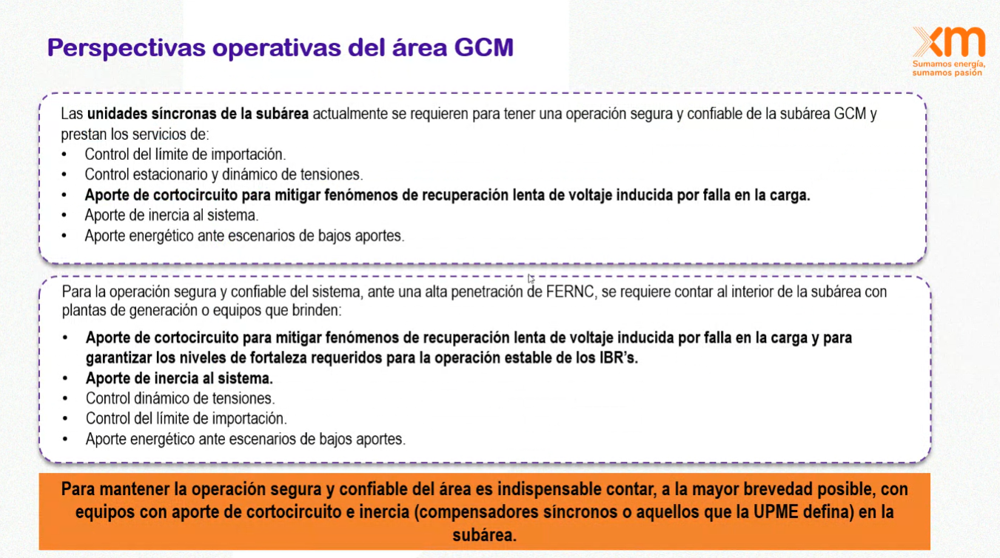 Perspectivas operativas del área GCM
xm
Sumamos energía,
sumamos pasión
Las unidades síncronas de la subárea actualmente se requieren para tener una operación segura y confiable de la subárea GCM y
prestan los servicios de:
• Control del límite de importación.
• Control estacionario y dinámico de tensiones.
• Aporte de cortocircuito para mitigar fenómenos de recuperación lenta de voltaje inducida por falla en la carga.
• Aporte de inercia al sistema.
• Aporte energético ante escenarios de bajos aportes.
Para la operación segura y confiable del sistema, ante una alta penetración de FERNC, se requiere contar al interior de la subárea con
plantas de generación o equipos que brinden:
• Aporte de cortocircuito para mitigar fenómenos de recuperación lenta de voltaje inducida por falla en la carga y para
garantizar los niveles de fortaleza requeridos para la operación estable de los IBR's.
• Aporte de inercia al sistema.
• Control dinámico de tensiones.
• Control del límite de importación.
• Aporte energético ante escenarios de bajos aportes.
Para mantener la operación segura y confiable del área es indispensable contar, a la mayor brevedad posible, con
equipos con aporte de cortocircuito e inercia (compensadores síncronos o aquellos que la UPME defina) en la
subárea.